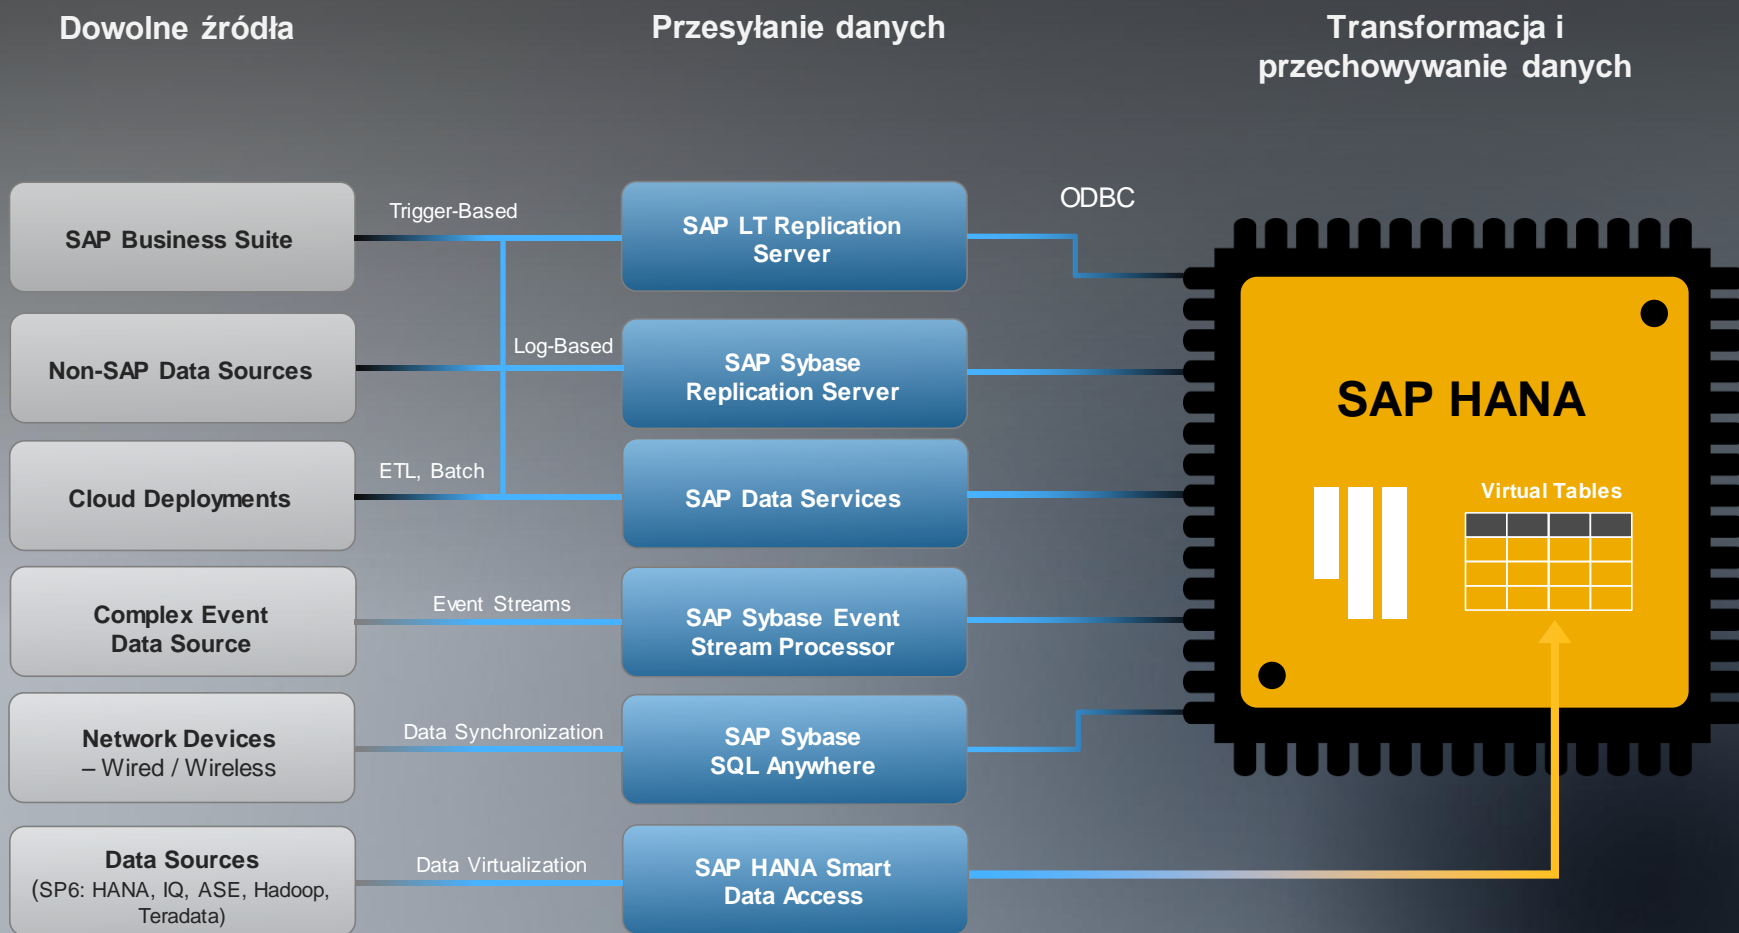 Dowolne źródła
Przesyłanie danych
Transformacja i
przechowywanie danych
SAP Business Suite
Trigger-Based
SAP LT Replication
Server
ODBC
Non-SAP Data Sources
Log-Based
SAP Sybase
Replication Server
Cloud Deployments
ETL, Batch
SAP Data Services
Complex Event
Data Source
Event Streams
SAP Sybase Event
Stream Processor
Network Devices
– Wired / Wireless
Data Synchronization
SAP Sybase
SQL Anywhere
Data Sources
(SP6: HANA, IQ, ASE, Hadoop,
Teradata)
Data Virtualization
SAP HANA Smart
Data Access
SAP HANA
Virtual Tables